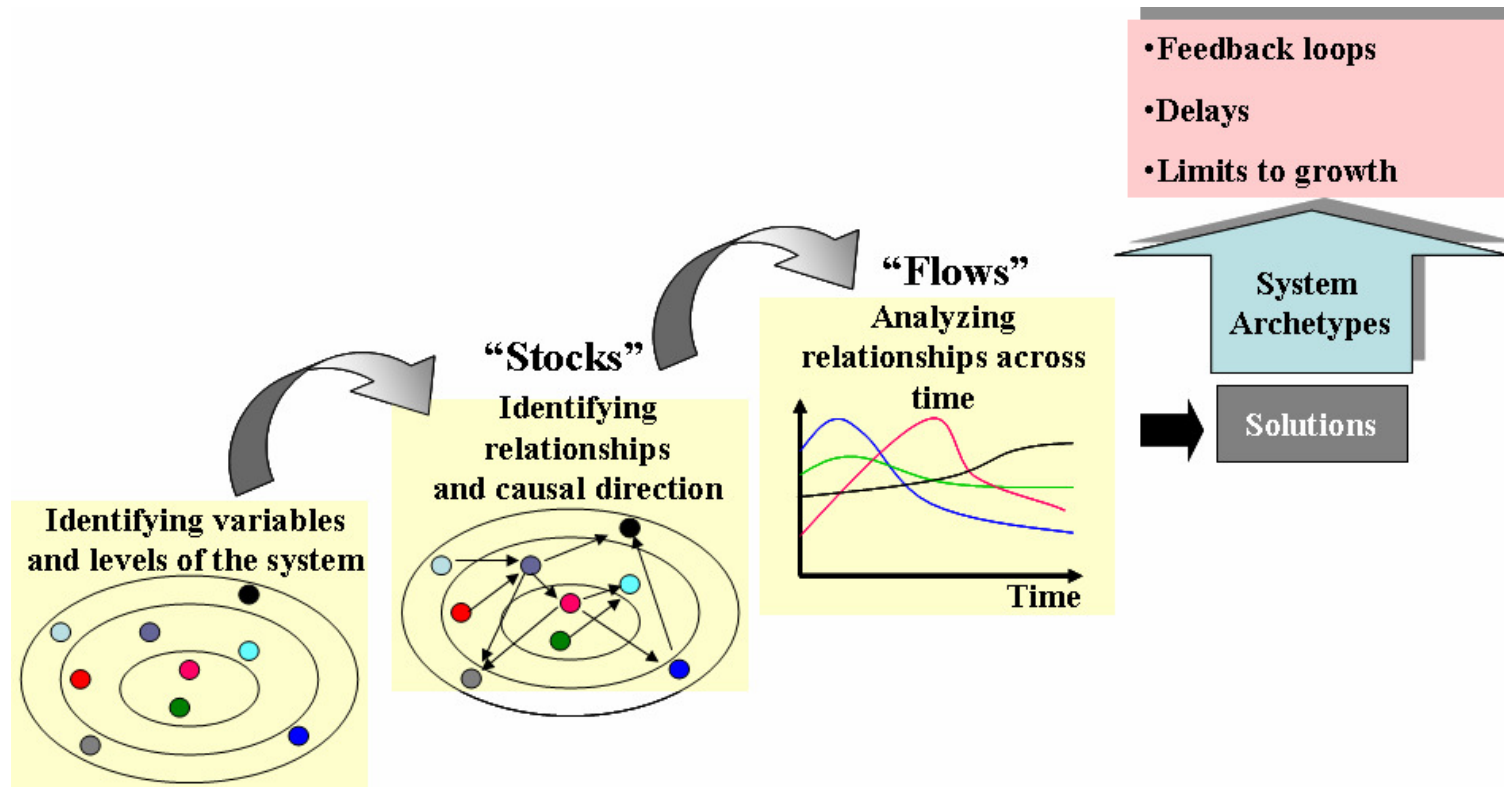 Identifying variables
and levels of the system
“Stocks”
Identifying
relationships
and causal direction
“Flows”
Analyzing
relationships across
time
Time
Solutions
System
Archetypes
•Feedback loops
•Delays
•Limits to growth